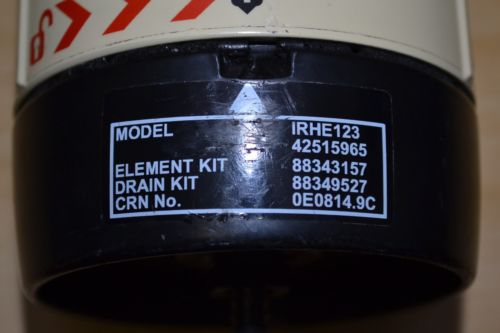 MODEL IRHE123
42515965
ELEMENT KIT 88343157
DRAIN KIT 88349527
CRN No. 0E0814.9C